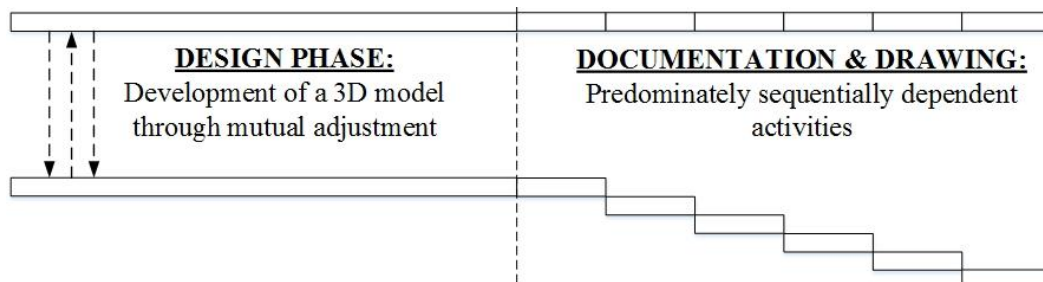 DESIGN PHASE:
Development of a 3D model
through mutual adjustment
DOCUMENTATION & DRAWING:
Predominately sequentially dependent
activities